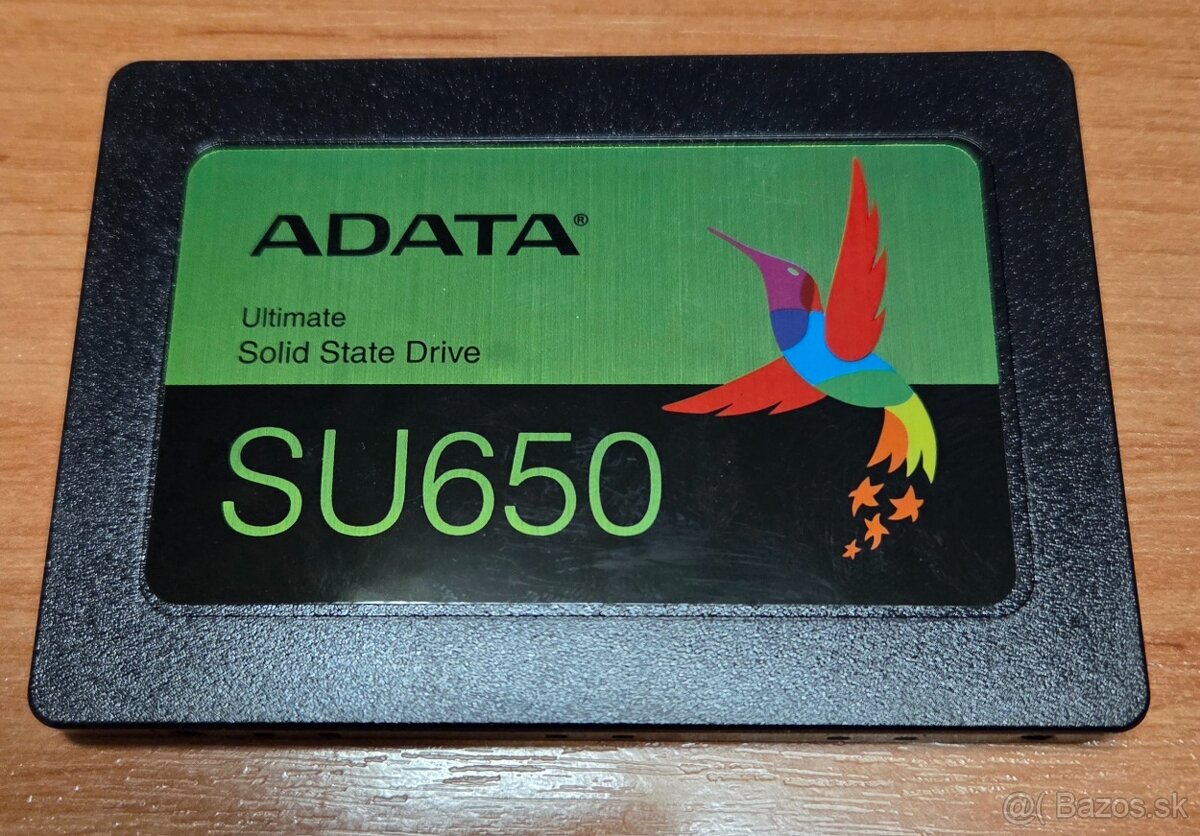 ADATA®
Ultimate
Solid State Drive
SU650
@( Bazos.sk